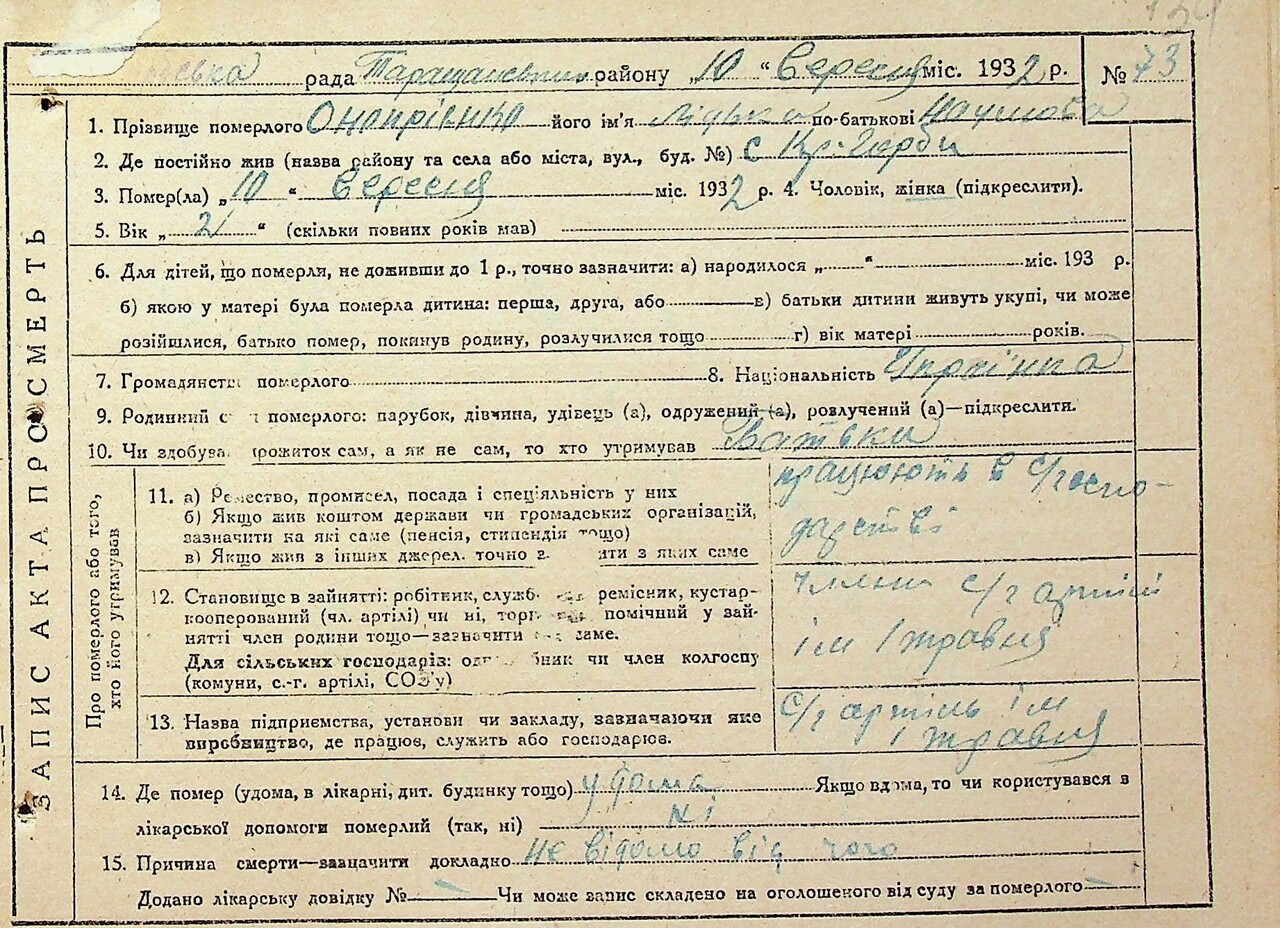 ЗАПИС АКТА ПРО СМЕРТЬ
рада Таращанського району „10“ Вересня міс. 1932 р. № 73
1. Прізвище померлого Онопрієнко його ім'я Лідька по-батькові Наумова
2. Де постійно жив (назва району та села або міста, вул., буд. №) с Кр.
3. Помер(ла) „10“ Вересня міс. 1932 р. 4. Чоловік, жінка (підкреслити).
5. Вік „2“ (скільки повних років мав)
6. Для дітей, що померли, не доживши до 1 р., точно зазначити: а) народилося „ “ міс. 193 р.
б) якою у матері була померла дитина: перша, друга, або в) батьки дитини живуть укупі, чи може
розійшлися, батько помер, покинув родину, розлучилися тощо г) вік матері років.
7. Громадянст померлого 8. Національність Українка
9. Родинний померлого: парубок, дівчина, удівець (а), одружений (а), розлучений (а)—підкреслити.
10. Чи здобува прожиток сам, а як не сам, то хто утримував Батьки
Про померлого або того,
хто його утримував
11. а) Ремество, промисел, посада і спеціяльність у них
б) Якщо жив коштом держави чи громадських організацій,
зазначити на які саме (пенсія, стипендія тощо)
в) Якщо жив з інших джерел, точно з яких саме
працюють в с/госпо-
дарстві
12. Становище в зайнятті: робітник, служб ремісник, кустар-
кооперований (чл. артілі) чи ні, помічний у зай-
нятті член родини тощо—зазначити саме.
Для сільських господарів: чи член колгоспу
(комуни, с.-г. артілі, СОЗ'у)
члени с/г артілі
ім 1 травня
13. Назва підприємства, установи чи закладу, зазначаючи яке
виробництво, де працює, служить або господарює.
с/г артіль ім
1 травня
14. Де помер (удома, в лікарні, дит. будинку тощо) удома Якщо вдома, то чи користувався з
лікарської допомоги померлий (так, ні) ні
15. Причина смерти—зазначити докладно не відомо від чого
Додано лікарську довідку № Чи може запис складено на оголошеного від суду за померлого